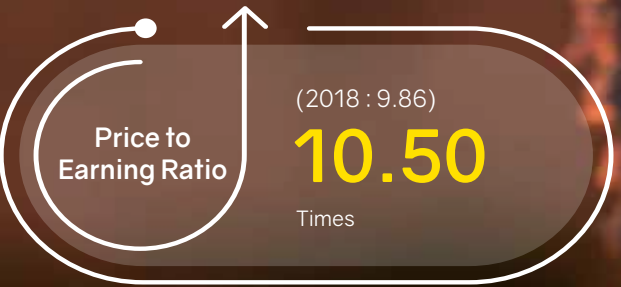 Price to
Earning Ratio
(2018 : 9.86)
10.50
Times